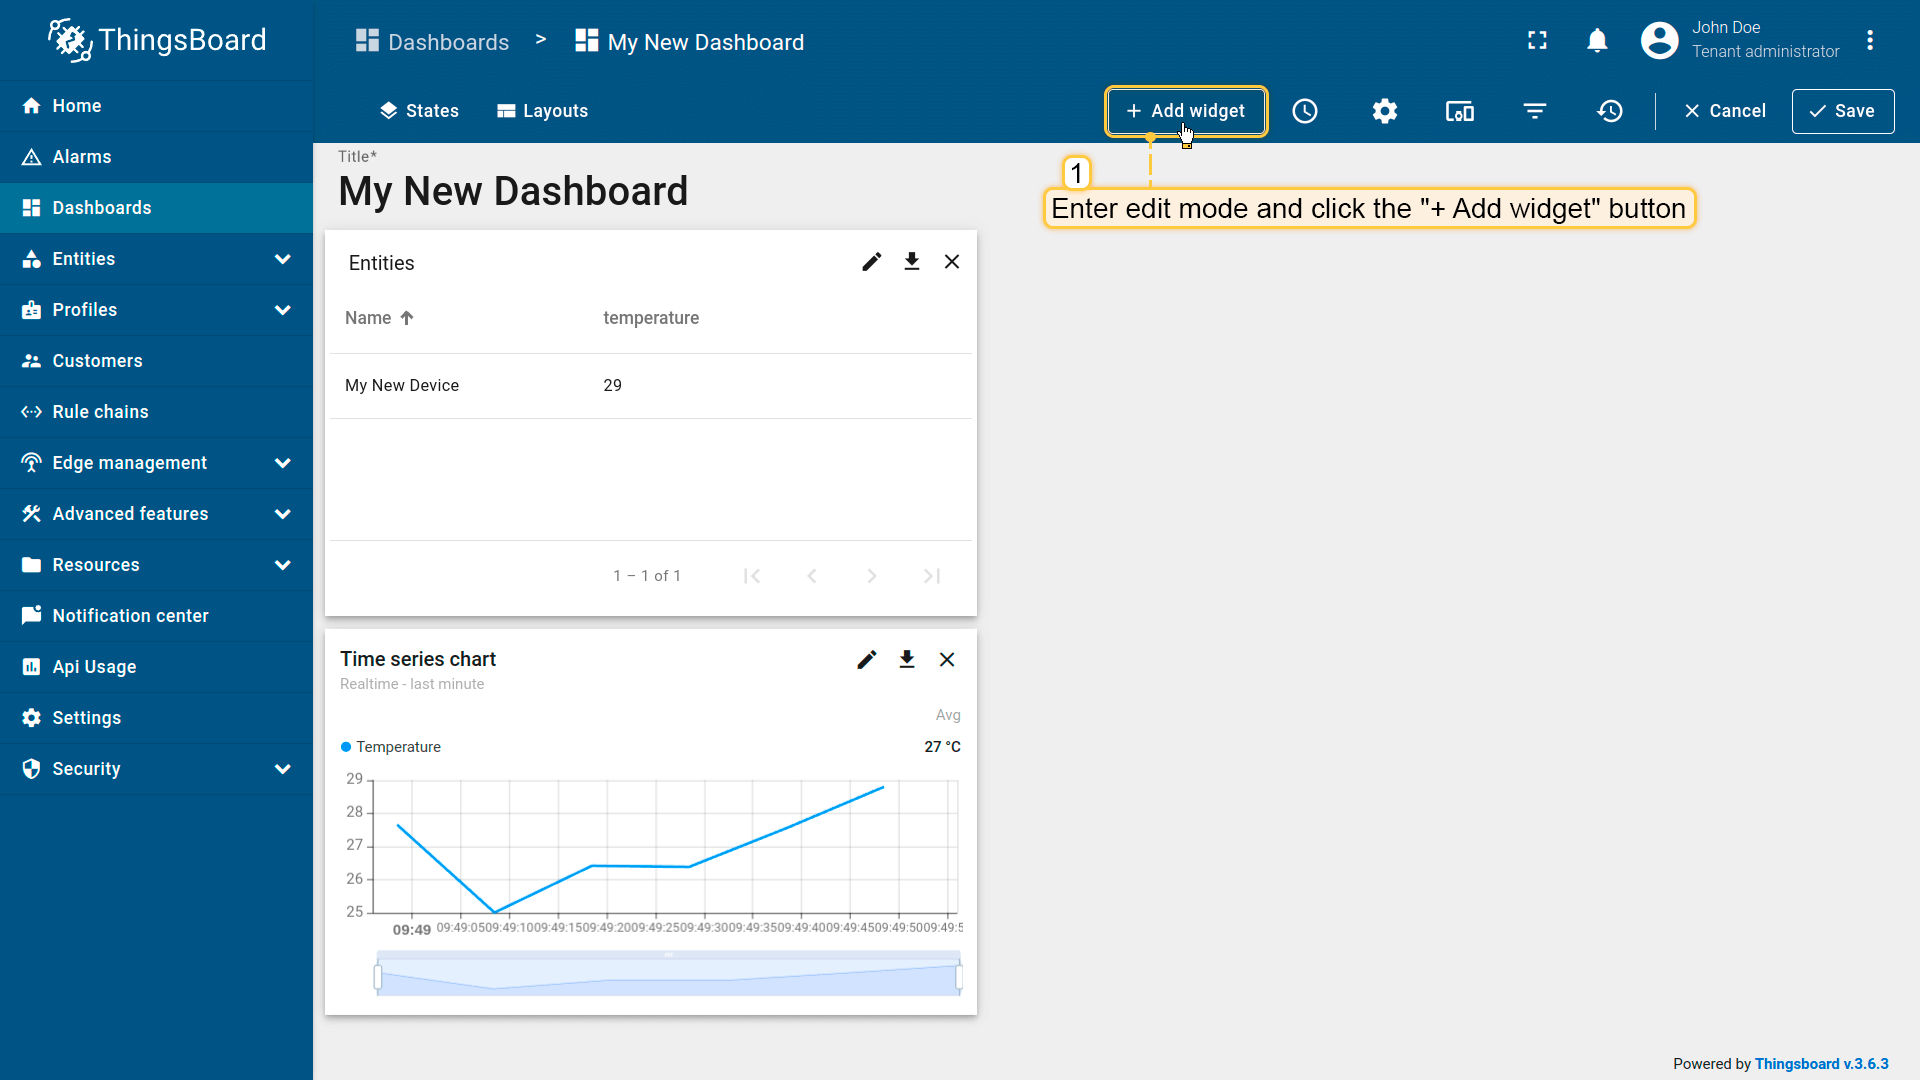 ThingsBoard
Dashboards > My New Dashboard
John Doe
Tenant administrator
Home
Alarms
Dashboards
Entities
Profiles
Customers
Rule chains
Edge management
Advanced features
Resources
Notification center
Api Usage
Settings
Security
States Layouts + Add widget Cancel Save
1
Enter edit mode and click the "+ Add widget" button
Title*
My New Dashboard
Entities
Name temperature
My New Device 29
1 – 1 of 1
Time series chart
Realtime - last minute
Avg
Temperature 27 °C
29
28
27
26
25
09:49 09:49:05 09:49:10 09:49:15 09:49:20 09:49:25 09:49:30 09:49:35 09:49:40 09:49:45 09:49:50 09:49:5
Powered by Thingsboard v.3.6.3